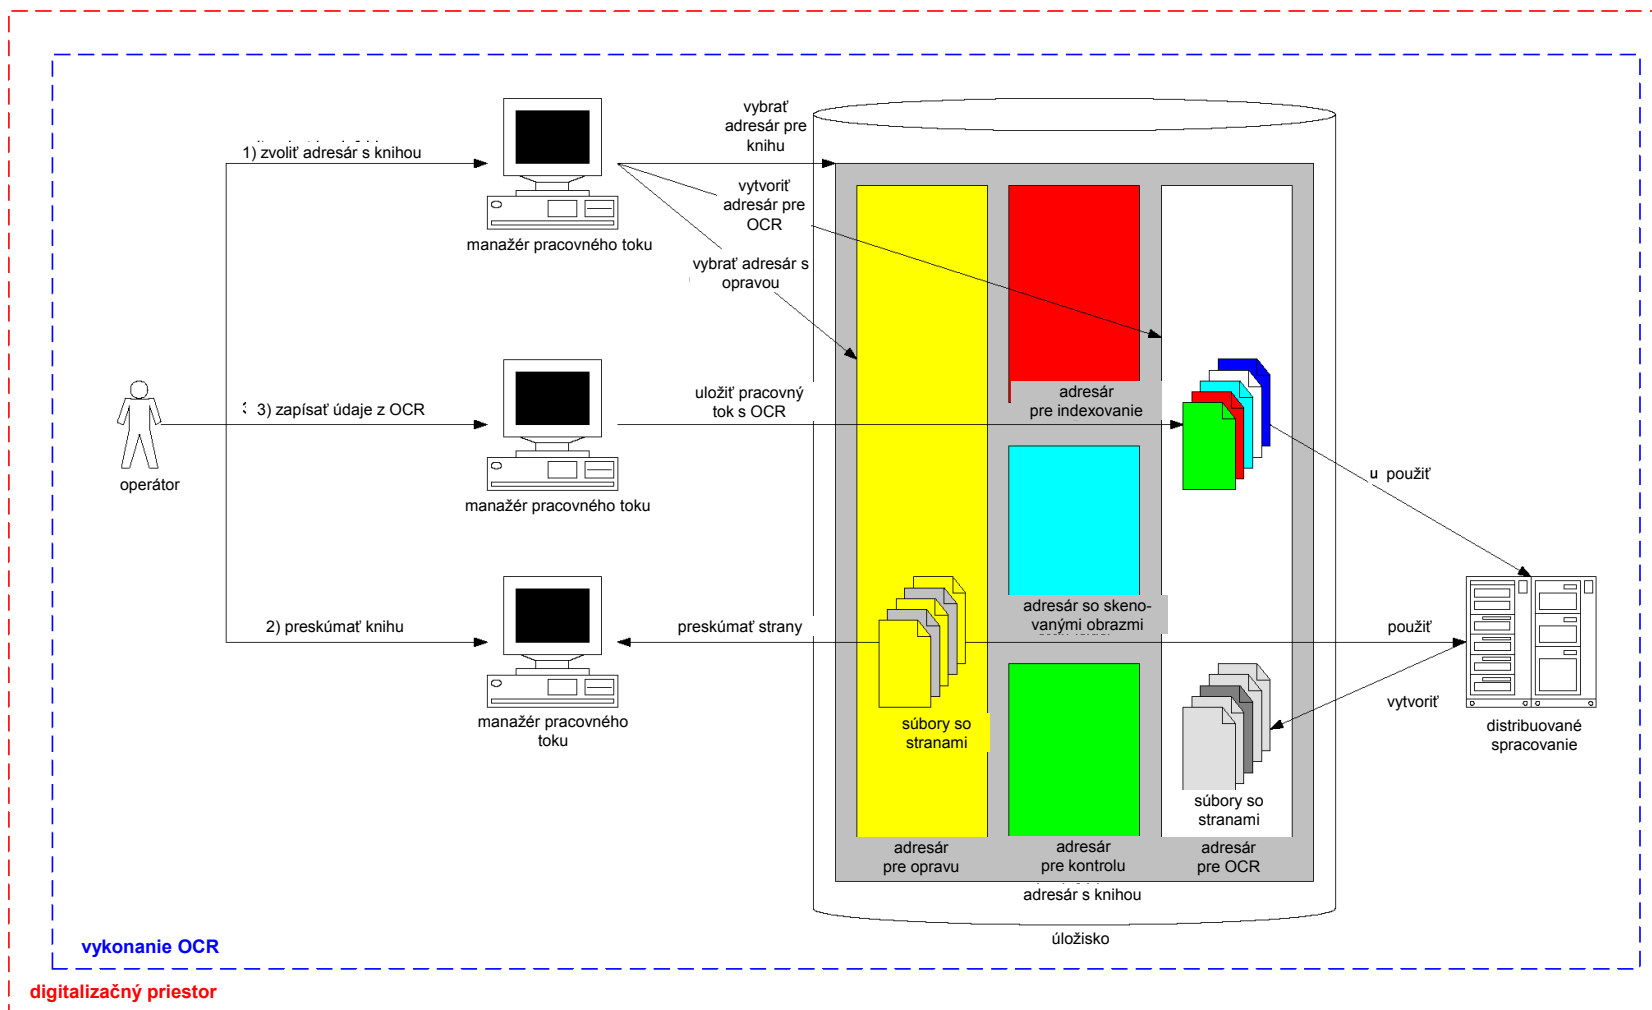 1) zvoliť adresár s knihou
manažér pracovného toku
vybrať
adresár pre
knihu
vytvoriť
adresár pre
OCR
vybrať adresár s
opravou
operátor
3) zapísať údaje z OCR
manažér pracovného toku
uložiť pracovný
tok s OCR
adresár
pre indexovanie
u použiť
2) preskúmať knihu
manažér pracovného
toku
preskúmať strany
súbory so
stranami
adresár so skeno-
vanými obrazmi
použiť
vytvoriť
distribuované
spracovanie
súbory so
stranami
adresár
pre opravu
adresár
pre kontrolu
adresár
pre OCR
adresár s knihou
úložisko
vykonanie OCR
digitalizačný priestor